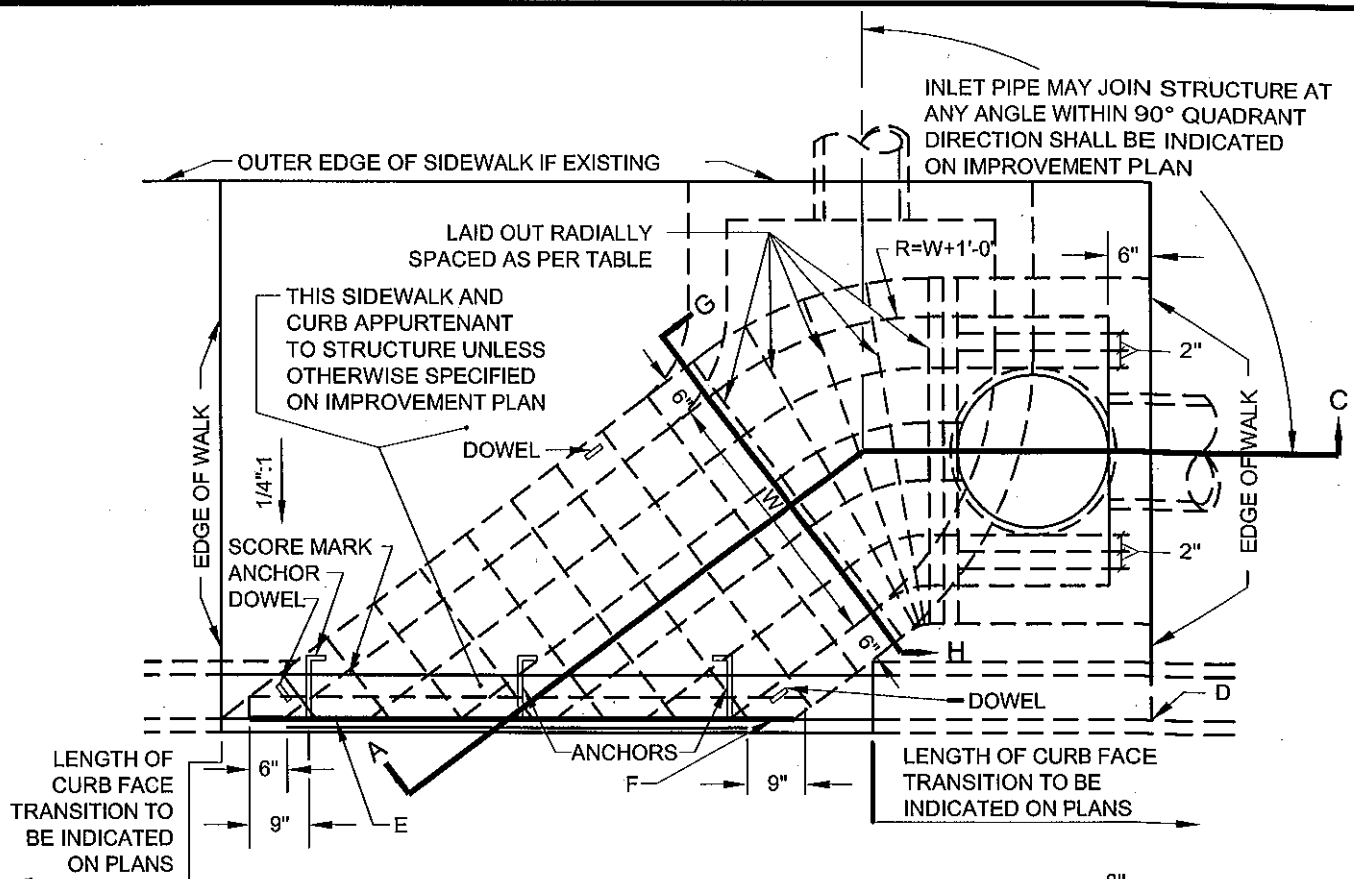 INLET PIPE MAY JOIN STRUCTURE AT
ANY ANGLE WITHIN 90° QUADRANT
DIRECTION SHALL BE INDICATED
ON IMPROVEMENT PLAN
OUTER EDGE OF SIDEWALK IF EXISTING
LAID OUT RADIALLY
SPACED AS PER TABLE
R=W+1'-0"
6"
THIS SIDEWALK AND
CURB APPURTENANT
TO STRUCTURE UNLESS
OTHERWISE SPECIFIED
ON IMPROVEMENT PLAN
G
2"
6"
C
EDGE OF WALK
1/4":1
DOWEL
W
EDGE OF WALK
SCORE MARK
ANCHOR
DOWEL
2"
6"
H
DOWEL
D
A
ANCHORS
F
LENGTH OF
CURB FACE
TRANSITION TO
BE INDICATED
ON PLANS
6"
9"
E
9"
LENGTH OF CURB FACE
TRANSITION TO BE
INDICATED ON PLANS